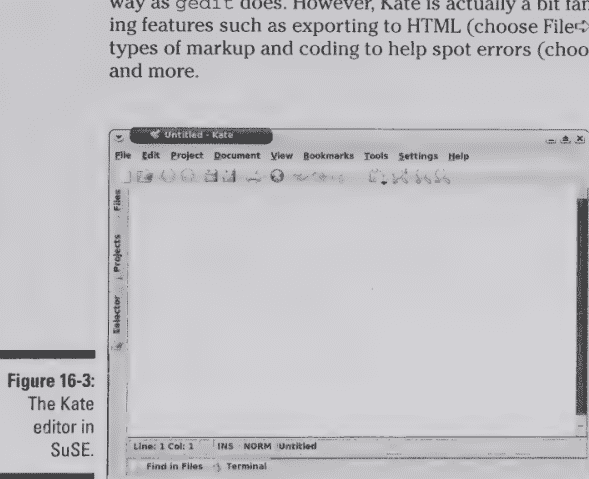 way as gedit does. However, Kate is actually a bit fan
ing features such as exporting to HTML (choose File➪
types of markup and coding to help spot errors (choo
and more.
Untitled - Kate
File Edit Project Document View Bookmarks Tools Settings Help
Files
Projects
Selector
Line: 1 Col: 1 INS NORM Untitled
Find in Files Terminal
Figure 16-3:
The Kate
editor in
SuSE.